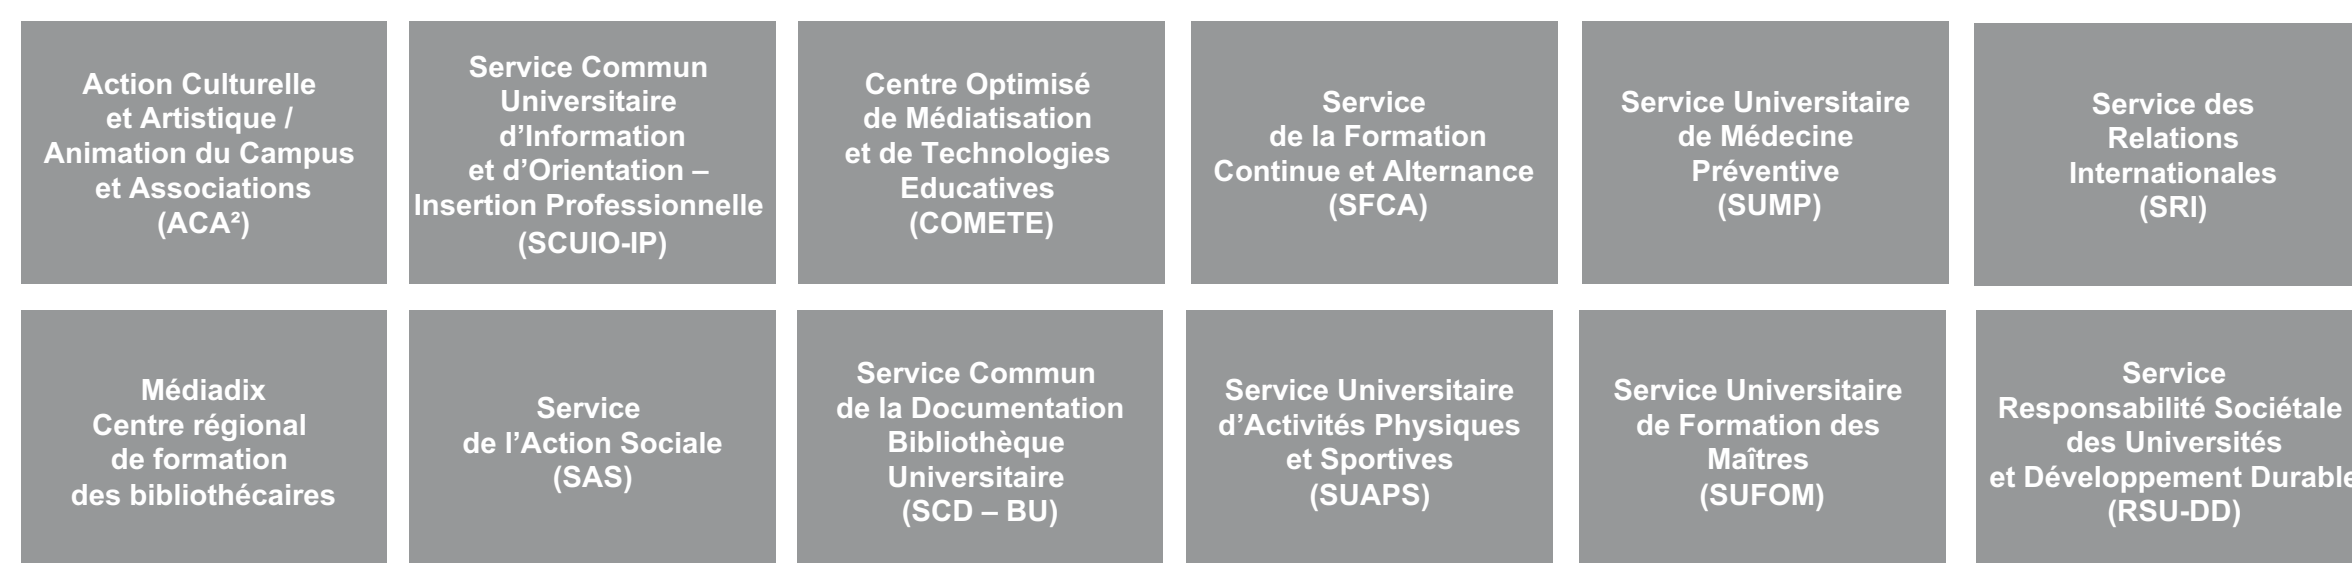 Action Culturelle
et Artistique /
Animation du Campus
et Associations
(ACA²)
Service Commun
Universitaire
d’Information
et d’Orientation –
Insertion Professionnelle
(SCUIO-IP)
Centre Optimisé
de Médiatisation
et de Technologies
Educatives
(COMETE)
Service
de la Formation
Continue et Alternance
(SFCA)
Service Universitaire
de Médecine
Préventive
(SUMP)
Service des
Relations
Internationales
(SRI)
Médiadix
Centre régional
de formation
des bibliothécaires
Service
de l’Action Sociale
(SAS)
Service Commun
de la Documentation
Bibliothèque
Universitaire
(SCD – BU)
Service Universitaire
d’Activités Physiques
et Sportives
(SUAPS)
Service Universitaire
de Formation des
Maîtres
(SUFOM)
Service
Responsabilité Sociétale
des Universités
et Développement Durable
(RSU-DD)